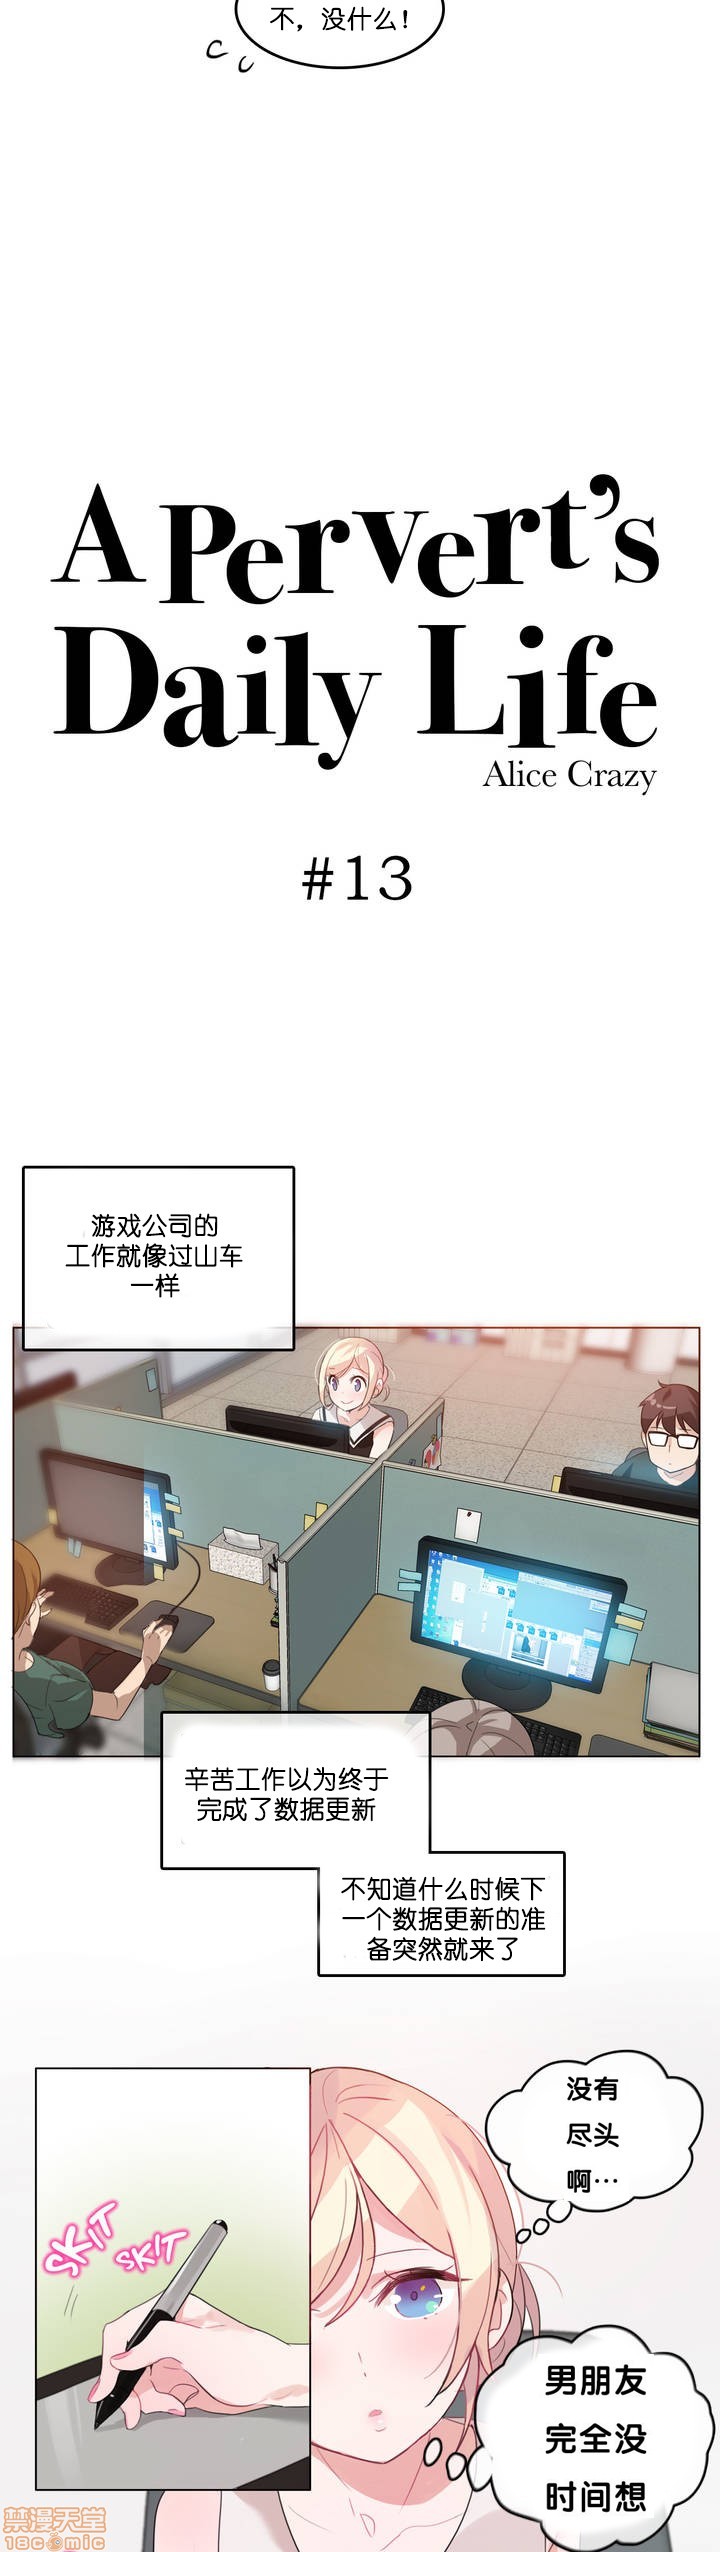 不，没什么！
A Pervert's
Daily Life
Alice Crazy
#13
游戏公司的
工作就像过山车
一样
辛苦工作以为终于
完成了数据更新
不知道什么时候下
一个数据更新的准
备突然就来了
没有
尽头
啊…
SKIT
SKIT
男朋友
完全没
时间想
禁漫天堂
18comic